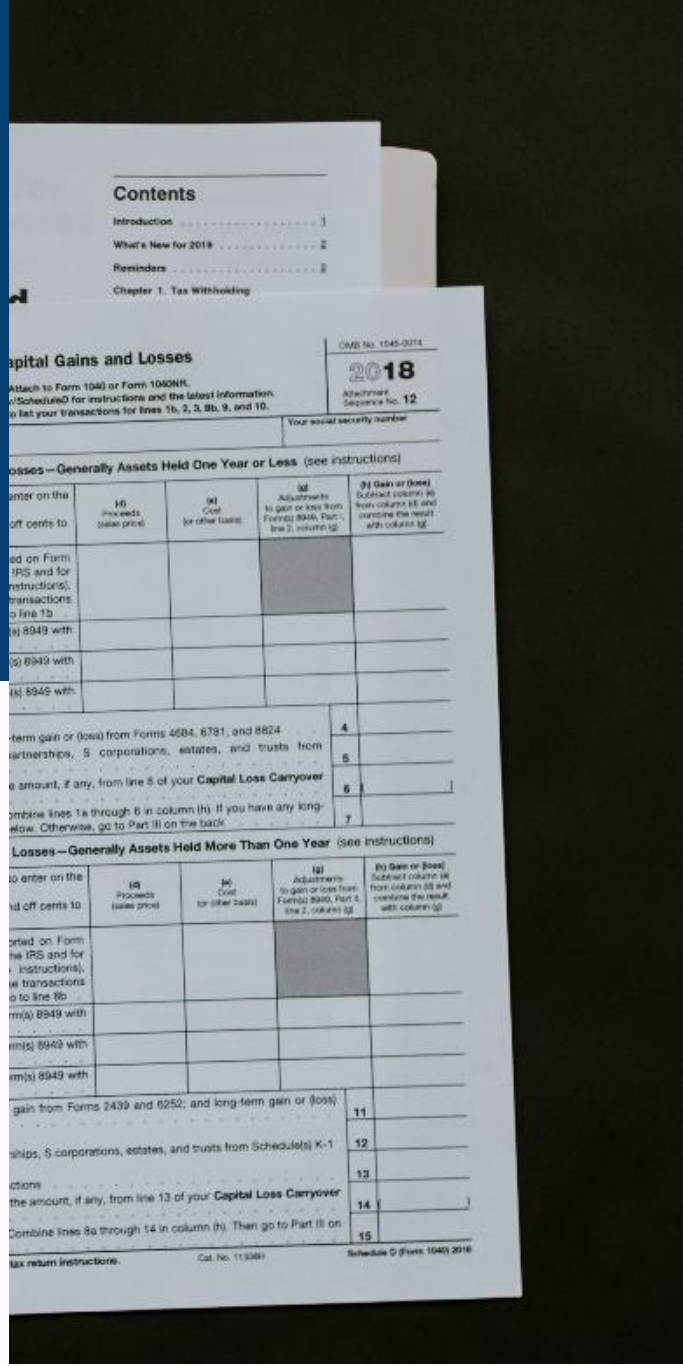 Contents
Introduction 1
What's New for 2019 2
Reminders 2
Chapter 1. Tax Withholding
apital Gains and Losses
OMB No. 1545-0074
2018
Attachment
Sequence No. 12
Attach to Form 1040 or Form 1040NR.
v/ScheduleD for instructions and the latest information.
o list your transactions for lines 1b, 2, 3, 8b, 9, and 10.
Your social security number
osses—Generally Assets Held One Year or Less (see instructions)
enter on the
off cents to
(d)
Proceeds
(sales price)
(e)
Cost
(or other basis)
(g)
Adjustments
to gain or loss from
Form(s) 8949, Part I,
line 2, column (g)
(h) Gain or (loss)
Subtract column (e)
from column (d) and
combine the result
with column (g)
ed on Form
IRS and for
nstructions).
transactions
o line 1b
(s) 8949 with
(s) 8949 with
(s) 8949 with
-term gain or (loss) from Forms 4684, 6781, and 8824 4
artnerships, S corporations, estates, and trusts from
5
e amount, if any, from line 8 of your Capital Loss Carryover
6 ( )
ombine lines 1a through 6 in column (h). If you have any long-
elow. Otherwise, go to Part III on the back 7
Losses—Generally Assets Held More Than One Year (see instructions)
o enter on the
nd off cents to
(d)
Proceeds
(sales price)
(e)
Cost
(or other basis)
(g)
Adjustments
to gain or loss from
Form(s) 8949, Part II,
line 2, column (g)
(h) Gain or (loss)
Subtract column (e)
from column (d) and
combine the result
with column (g)
orted on Form
he IRS and for
instructions).
e transactions
o to line 8b
rm(s) 8949 with
rm(s) 8949 with
rm(s) 8949 with
gain from Forms 2439 and 6252; and long-term gain or (loss)
11
ships, S corporations, estates, and trusts from Schedule(s) K-1 12
ctions 13
the amount, if any, from line 13 of your Capital Loss Carryover
14 ( )
Combine lines 8a through 14 in column (h). Then go to Part III on
15
tax return instructions. Cat. No. 11338H Schedule D (Form 1040) 2018